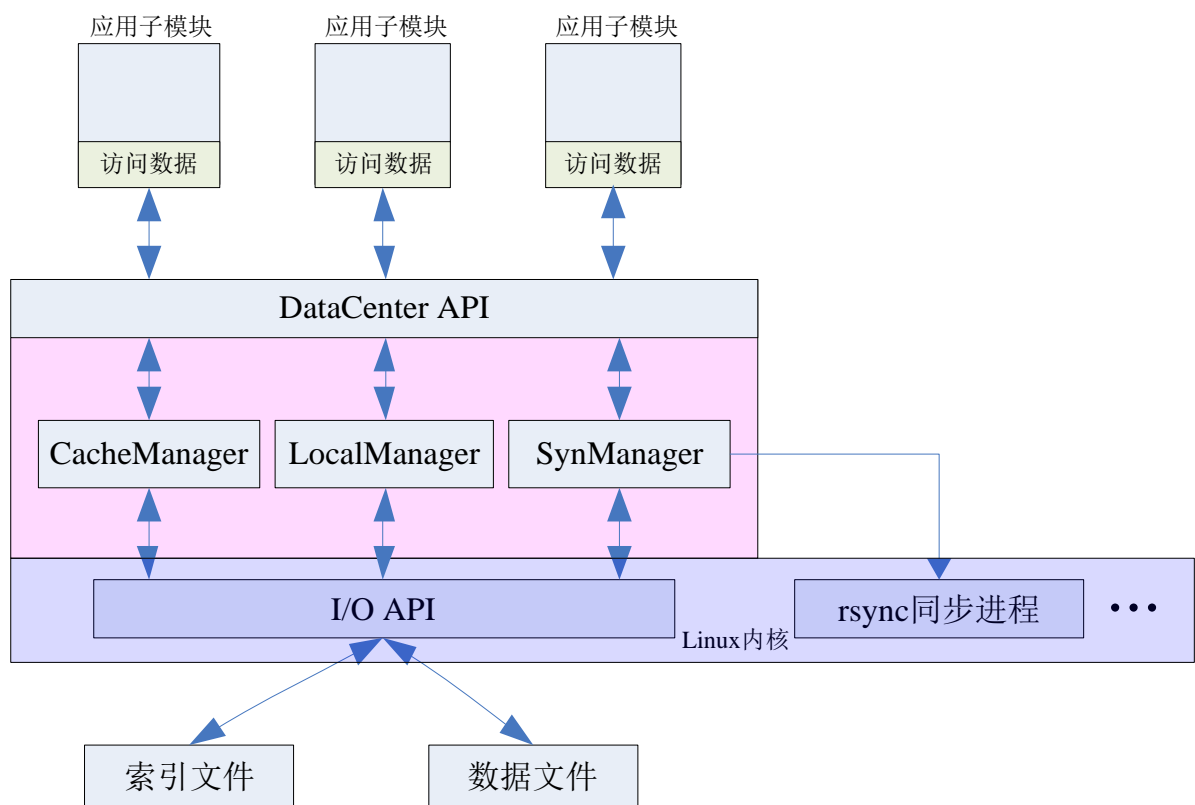 应用子模块
应用子模块
应用子模块
访问数据
访问数据
访问数据
DataCenter API
CacheManager
LocalManager
SynManager
I/O API
rsync同步进程
•••
Linux内核
索引文件
数据文件